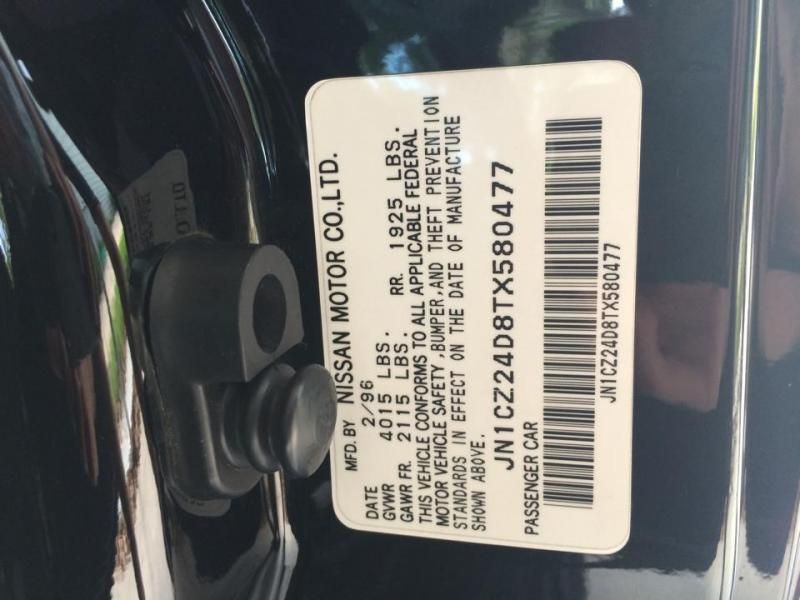 MFD. BY NISSAN MOTOR CO.,LTD.
DATE 2/96
GVWR 4015 LBS.
GAWR FR. 2115 LBS. RR. 1925 LBS.
THIS VEHICLE CONFORMS TO ALL APPLICABLE FEDERAL
MOTOR VEHICLE SAFETY,BUMPER,AND THEFT PREVENTION
STANDARDS IN EFFECT ON THE DATE OF MANUFACTURE
SHOWN ABOVE.
JN1CZ24D8TX580477
PASSENGER CAR
JN1CZ24D8TX580477